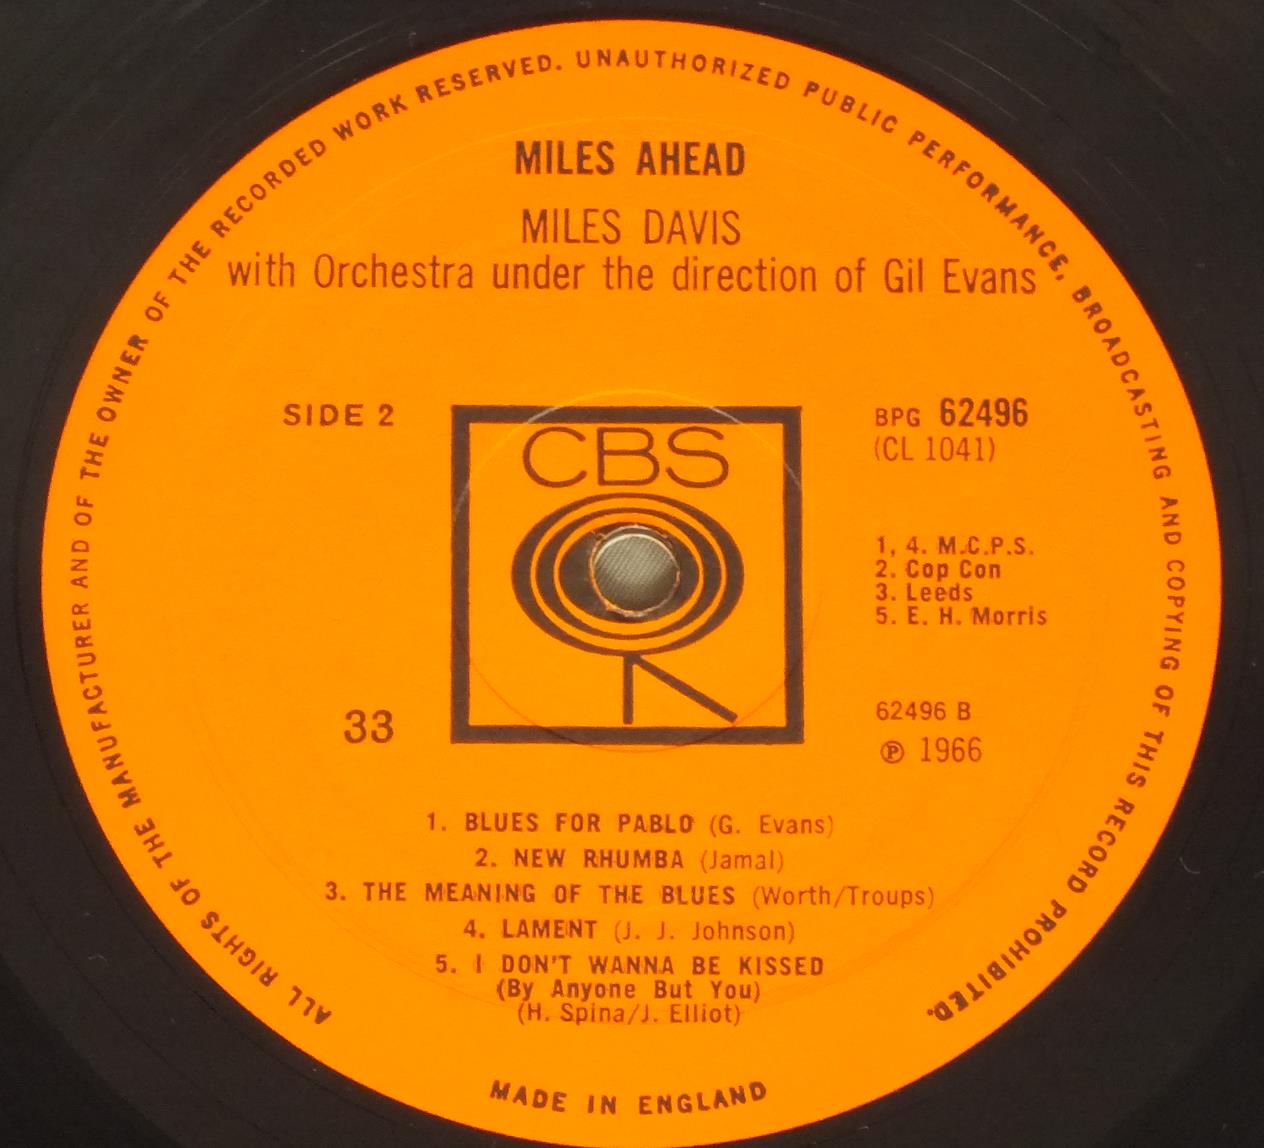 ALL RIGHTS OF THE MANUFACTURER AND OF THE OWNER OF THE RECORDED WORK RESERVED. UNAUTHORIZED PUBLIC PERFORMANCE, BROADCASTING AND COPYING OF THIS RECORD PROHIBITED.
MILES AHEAD
MILES DAVIS
with Orchestra under the direction of Gil Evans
SIDE 2
CBS
BPG 62496
(CL 1041)
1, 4. M.C.P.S.
2. Cop Con
3. Leeds
5. E. H. Morris
33
62496 B
℗ 1966
1. BLUES FOR PABLO (G. Evans)
2. NEW RHUMBA (Jamal)
3. THE MEANING OF THE BLUES (Worth/Troups)
4. LAMENT (J. J. Johnson)
5. I DON'T WANNA BE KISSED
(By Anyone But You)
(H. Spina/J. Elliot)
MADE IN ENGLAND